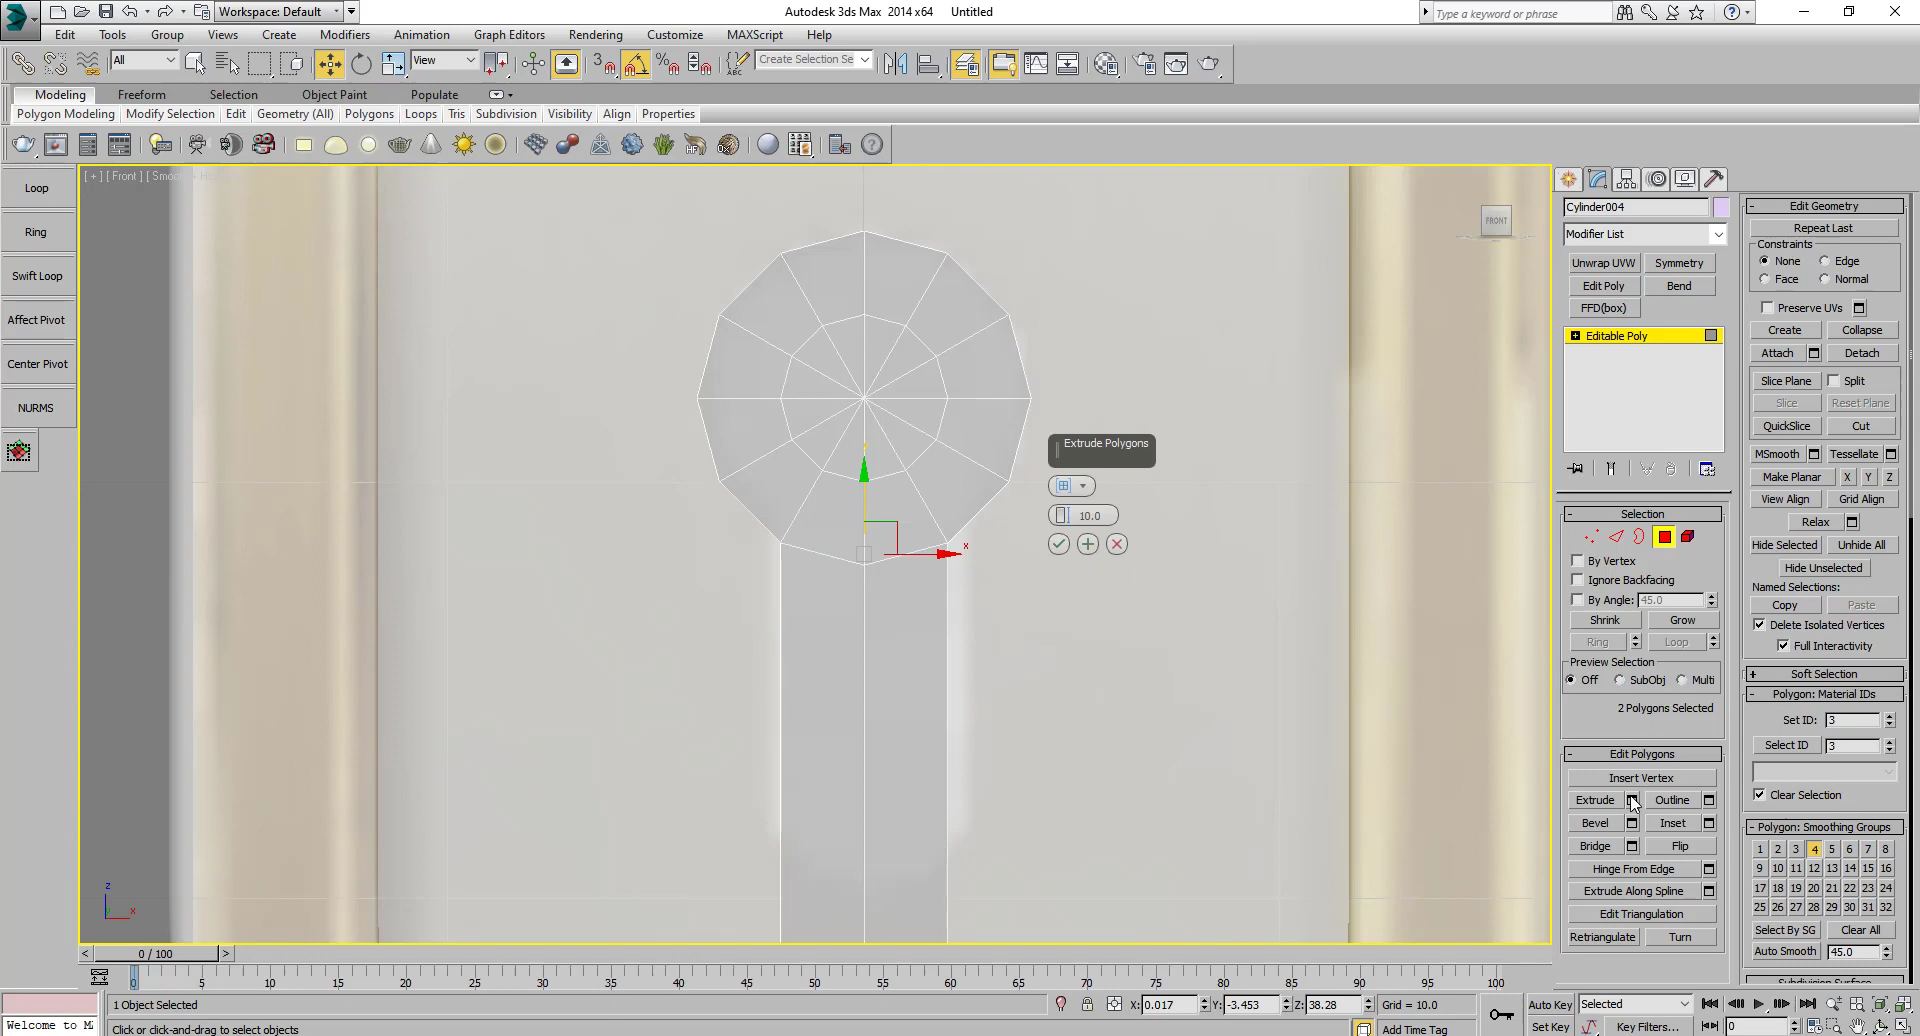 Workspace: Default
Autodesk 3ds Max 2014 x64 Untitled
Type a keyword or phrase
Edit Tools Group Views Create Modifiers Animation Graph Editors Rendering Customize MAXScript Help
All
View
3
ABC
Create Selection Se
Modeling Freeform Selection Object Paint Populate
Polygon Modeling Modify Selection Edit Geometry (All) Polygons Loops Tris Subdivision Visibility Align Properties
HF
Loop
Ring
Swift Loop
Affect Pivot
Center Pivot
NURMS
[ + ] [ Front ]
FRONT
Extrude Polygons
10.0
x
z
x
Cylinder004
Modifier List
Unwrap UVW Symmetry
Edit Poly Bend
FFD(box)
Editable Poly
- Selection
By Vertex
Ignore Backfacing
By Angle: 45.0
Shrink Grow
Ring Loop
Preview Selection
Off SubObj Multi
2 Polygons Selected
- Edit Polygons
Insert Vertex
Extrude Outline
Bevel Inset
Bridge Flip
Hinge From Edge
Extrude Along Spline
Edit Triangulation
Retriangulate Turn
- Edit Geometry
Repeat Last
Constraints
None Edge
Face Normal
Preserve UVs
Create Collapse
Attach Detach
Slice Plane Split
Slice Reset Plane
QuickSlice Cut
MSmooth Tessellate
Make Planar X Y Z
View Align Grid Align
Relax
Hide Selected Unhide All
Hide Unselected
Named Selections:
Copy Paste
Delete Isolated Vertices
Full Interactivity
+ Soft Selection
- Polygon: Material IDs
Set ID: 3
Select ID 3
Clear Selection
- Polygon: Smoothing Groups
1 2 3 4 5 6 7 8
9 10 11 12 13 14 15 16
17 18 19 20 21 22 23 24
25 26 27 28 29 30 31 32
Select By SG Clear All
Auto Smooth 45.0
< 0 / 100 >
0 5 10 15 20 25 30 35 40 45 50 55 60 65 70 75 80 85 90 95 100
1 Object Selected
X: 0.017 Y: -3.453 Z: 38.28 Grid = 10.0
Auto Key Selected
Welcome to M
Click or click-and-drag to select objects
Add Time Tag
Set Key Key Filters...
0